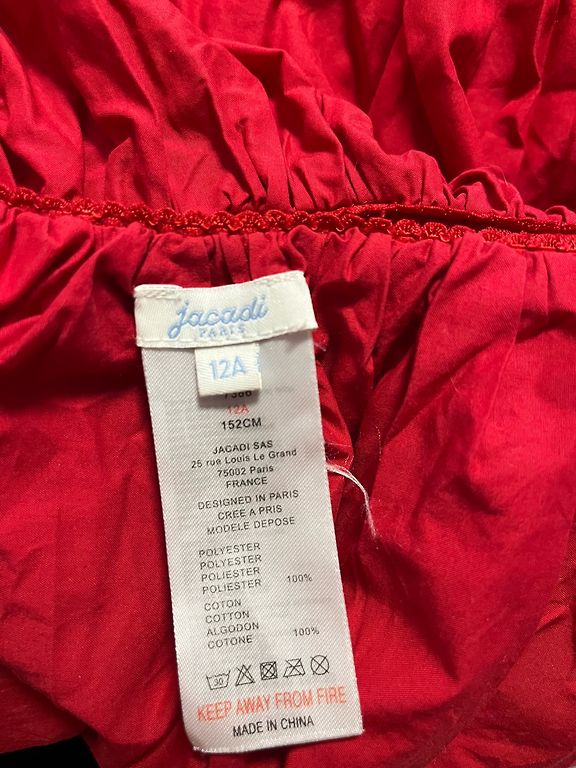 jacadi
PARIS
12A
7366
12A
152CM
JACADI SAS
25 rue Louis Le Grand
75002 Paris
FRANCE
DESIGNED IN PARIS
CREE A PRIS
MODELE DEPOSE
POLYESTER
POLYESTER
POLIESTER
POLIESTER 100%
COTON
COTTON
ALGODON
COTONE 100%
30
KEEP AWAY FROM FIRE
MADE IN CHINA